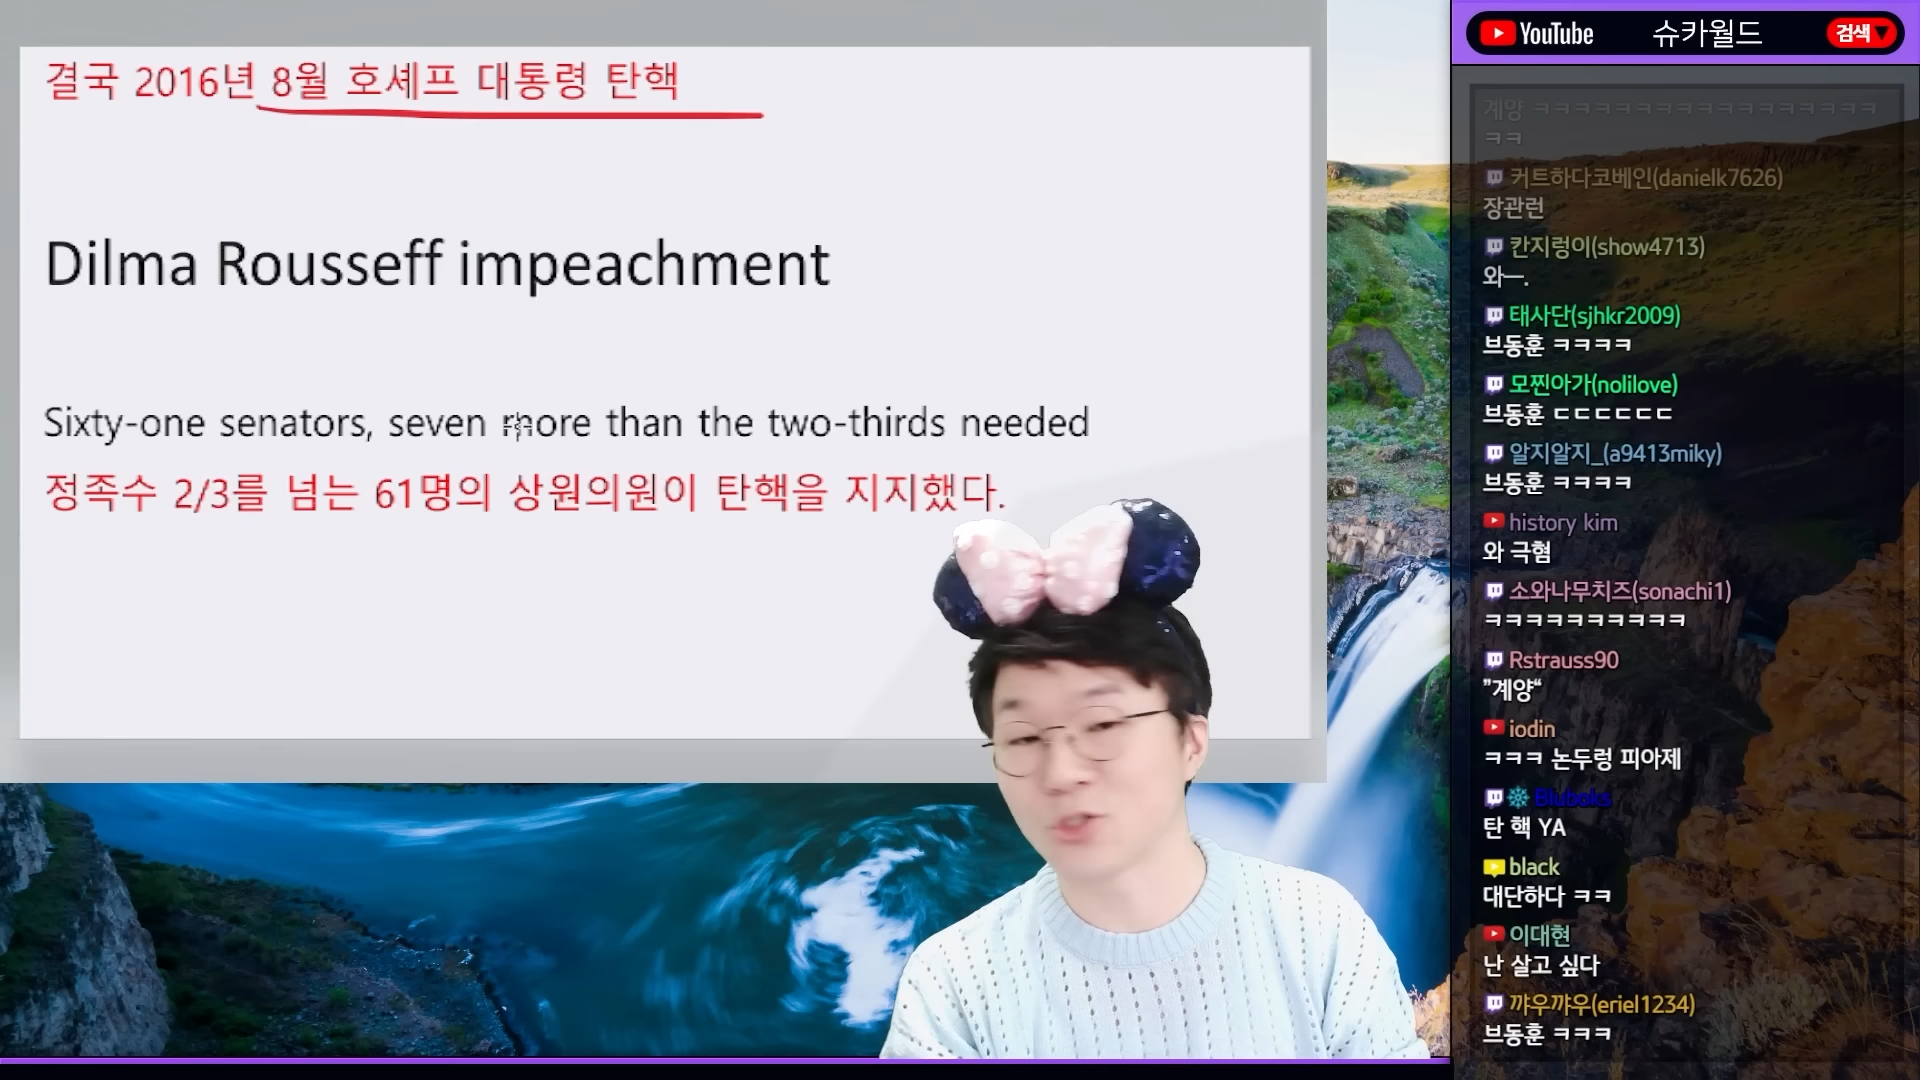 결국 2016년 8월 호셰프 대통령 탄핵
Dilma Rousseff impeachment
Sixty-one senators, seven more than the two-thirds needed
정족수 2/3를 넘는 61명의 상원의원이 탄핵을 지지했다.
YouTube 슈카월드 검색
계양 ㅋㅋㅋㅋㅋㅋㅋㅋㅋㅋㅋㅋㅋㅋㅋㅋㅋ
ㅋㅋ
커트하다코베인(danielk7626)
장관런
칸지렁이(show4713)
와—.
태사단(sjhkr2009)
브동훈 ㅋㅋㅋㅋ
모찐아가(nolilove)
브동훈 ㄷㄷㄷㄷㄷㄷ
알지알지_(a9413miky)
브동훈 ㅋㅋㅋㅋ
history kim
와 극혐
소와나무치즈(sonachi1)
ㅋㅋㅋㅋㅋㅋㅋㅋㅋㅋ
Rstrauss90
”계양“
iodin
ㅋㅋㅋ 논두렁 피아제
Bluboks
탄 핵 YA
black
대단하다 ㅋㅋ
이대현
난 살고 싶다
꺄우꺄우(eriel1234)
브동훈 ㅋㅋㅋ